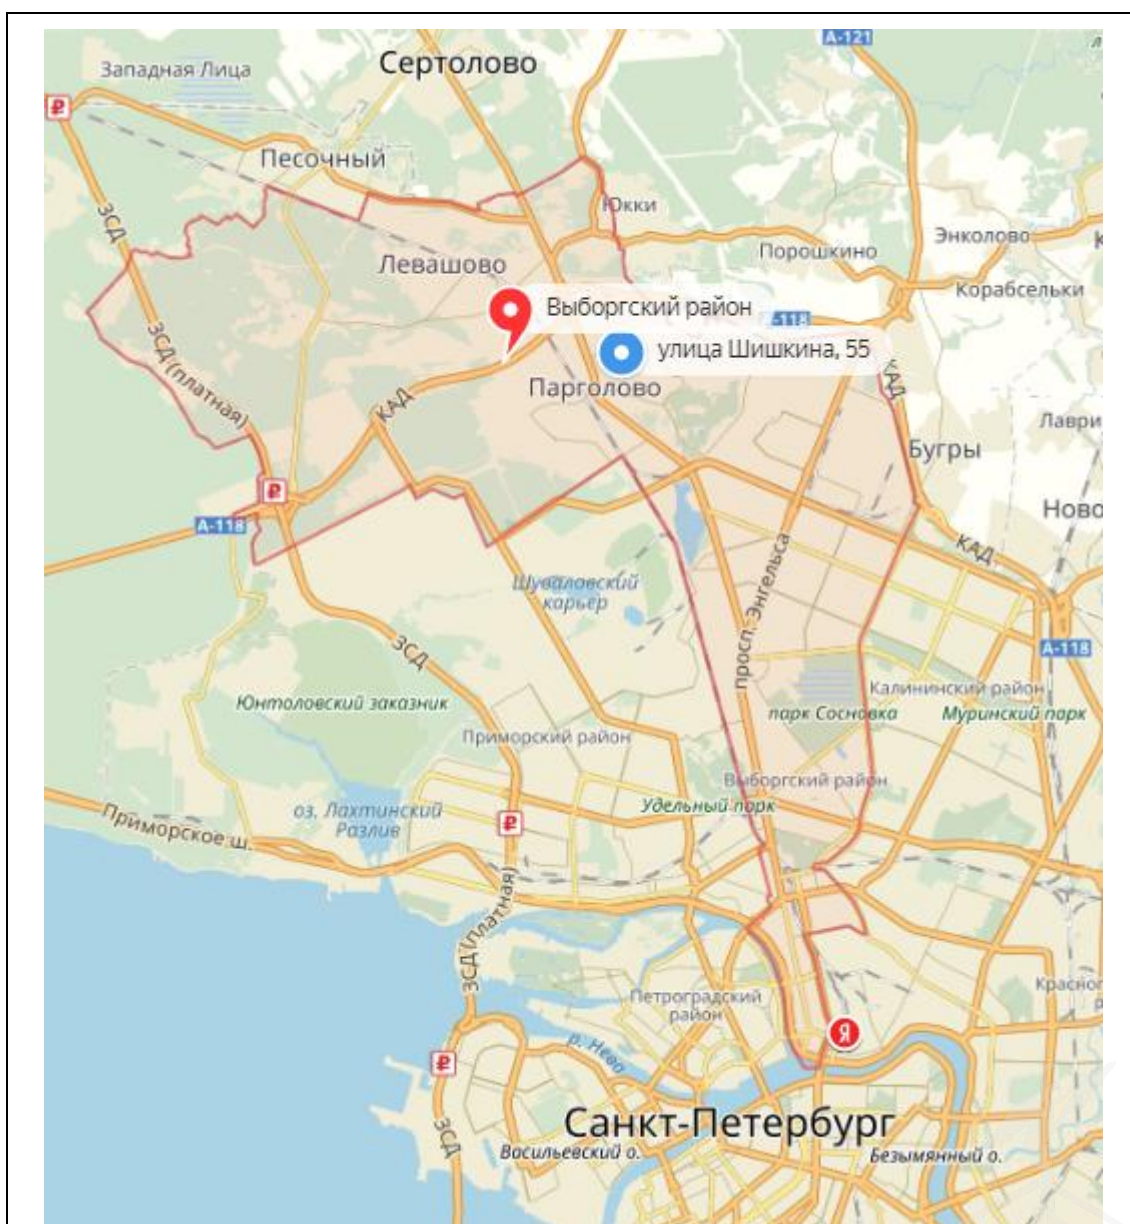 А-121
Сертолово
Западная Лица
₽
Песочный
Юкки
ЗСД
Энколово
Порошкино
Левашово
Корабсельки
Выборгский район
А-118
ЗСД (платная)
улица Шишкина, 55
Парголово
КАД
КАД
Лаври
Бугры
₽
Ново
А-118
КАД
просп. Энгельса
Шуваловский
карьер
А-118
ЗСД
Калининский район
Юнтоловский заказник
парк Сосновка
Муринский парк
Приморский район
Выборгский район
Удельный парк
оз. Лахтинский
Разлив
₽
Приморское ш.
ЗСД (платная)
Красног
р
Петроградский
район
Я
р. Нева
₽
Санкт-Петербург
ЗСД
Васильевский о.
Безымянный о.